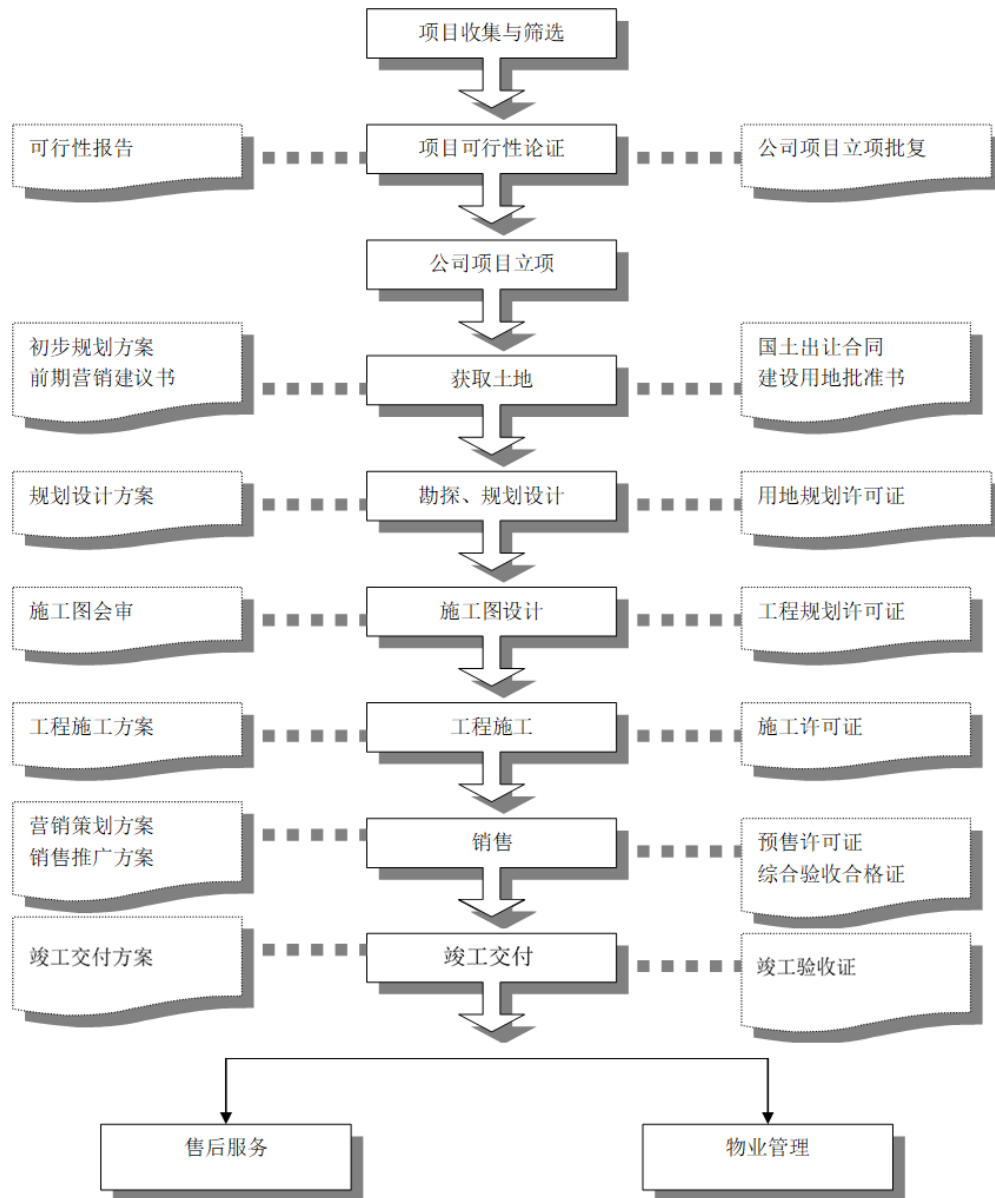 项目收集与筛选
可行性报告
项目可行性论证
公司项目立项批复
公司项目立项
初步规划方案
前期营销建议书
获取土地
国土出让合同
建设用地批准书
规划设计方案
勘探、规划设计
用地规划许可证
施工图会审
施工图设计
工程规划许可证
工程施工方案
工程施工
施工许可证
营销策划方案
销售推广方案
销售
预售许可证
综合验收合格证
竣工交付方案
竣工交付
竣工验收证
售后服务
物业管理